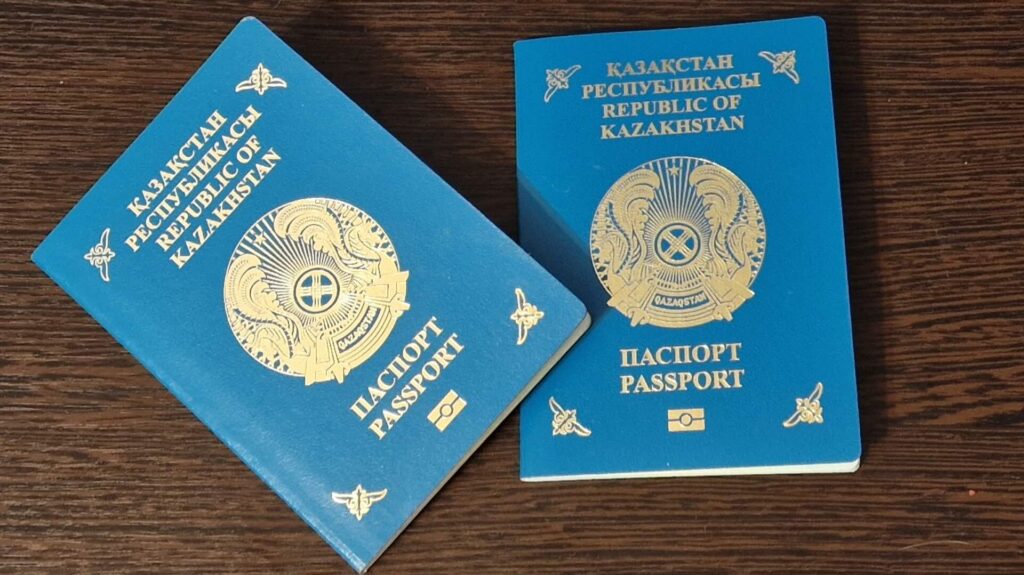 ҚАЗАҚСТАН
РЕСПУБЛИКАСЫ
REPUBLIC OF
KAZAKHSTAN
QAZAQSTAN
ПАСПОРТ
PASSPORT
ҚАЗАҚСТАН
РЕСПУБЛИКАСЫ
REPUBLIC OF
KAZAKHSTAN
QAZAQSTAN
ПАСПОРТ
PASSPORT